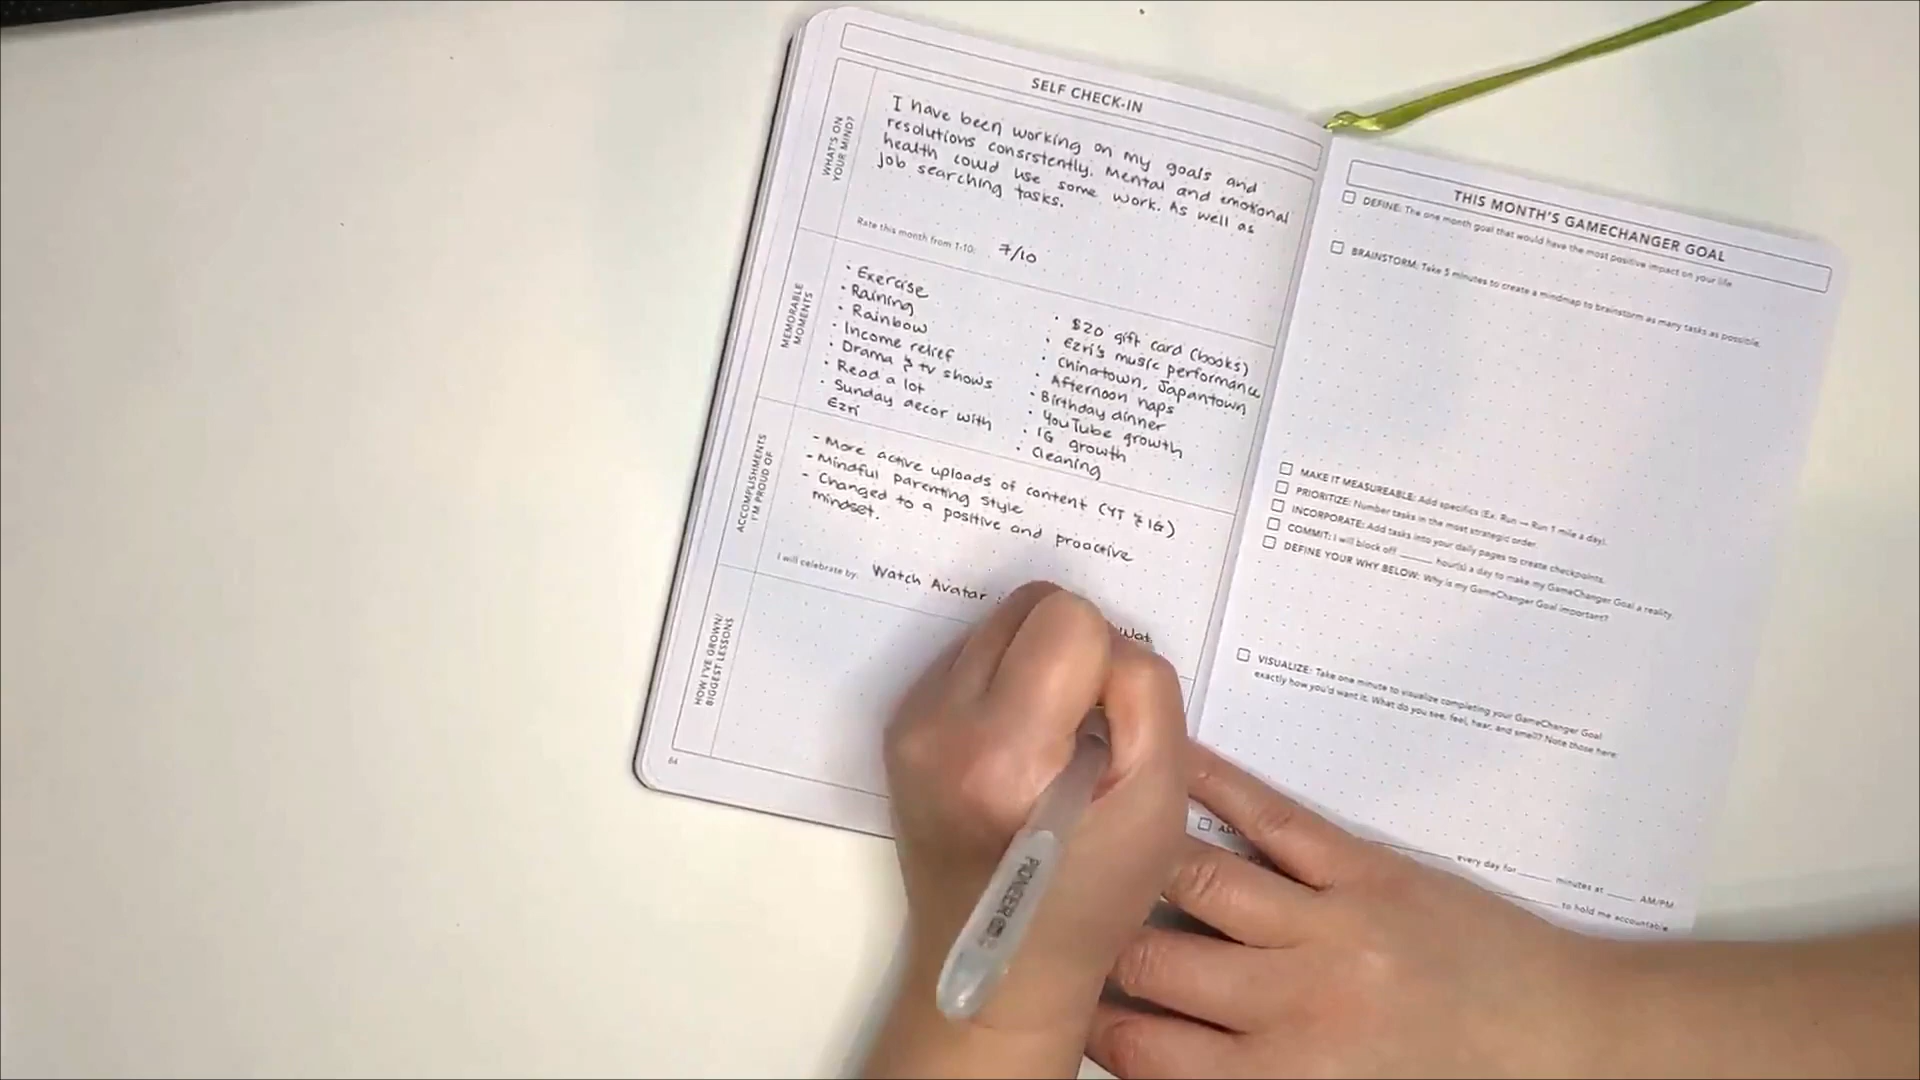 SELF CHECK-IN
WHAT'S ON
YOUR MIND?
I have been working on my goals and
resolutions consistently. Mental and emotional
health could use some work. As well as
job searching tasks.
Rate this month from 1-10: 7/10
MEMORABLE
MOMENTS
· Exercise
· Raining
· Rainbow
· Income relief
· Drama & tv shows
· Read a lot
· Sunday decor with
Ezri
· $20 gift card (books)
· Ezri's music performance
· Chinatown, Japantown
· Afternoon naps
· Birthday dinner
· YouTube growth
· IG growth
· Cleaning
ACCOMPLISHMENTS
I'M PROUD OF
- More active uploads of content (YT & IG)
- Mindful parenting style
- Changed to a positive and proactive
mindset.
I will celebrate by: Watch Avatar : Wat
HOW I'VE GROWN/
BIGGEST LESSONS
64
THIS MONTH'S GAMECHANGER GOAL
DEFINE: The one month goal that would have the most positive impact on your life.
BRAINSTORM: Take 5 minutes to create a mindmap to brainstorm as many tasks as possible.
MAKE IT MEASUREABLE: Add specifics (Ex. Run → Run 1 mile a day).
PRIORITIZE: Number tasks in the most strategic order.
INCORPORATE: Add tasks into your daily pages to create checkpoints.
COMMIT: I will block off ____ hour(s) a day to make my GameChanger Goal a reality.
DEFINE YOUR WHY BELOW: Why is my GameChanger Goal important?
VISUALIZE: Take one minute to visualize completing your GameChanger Goal
exactly how you'd want it. What do you see, feel, hear, and smell? Note those here:
every day for ____ minutes at ____ AM/PM
to hold me accountable
PIONEER